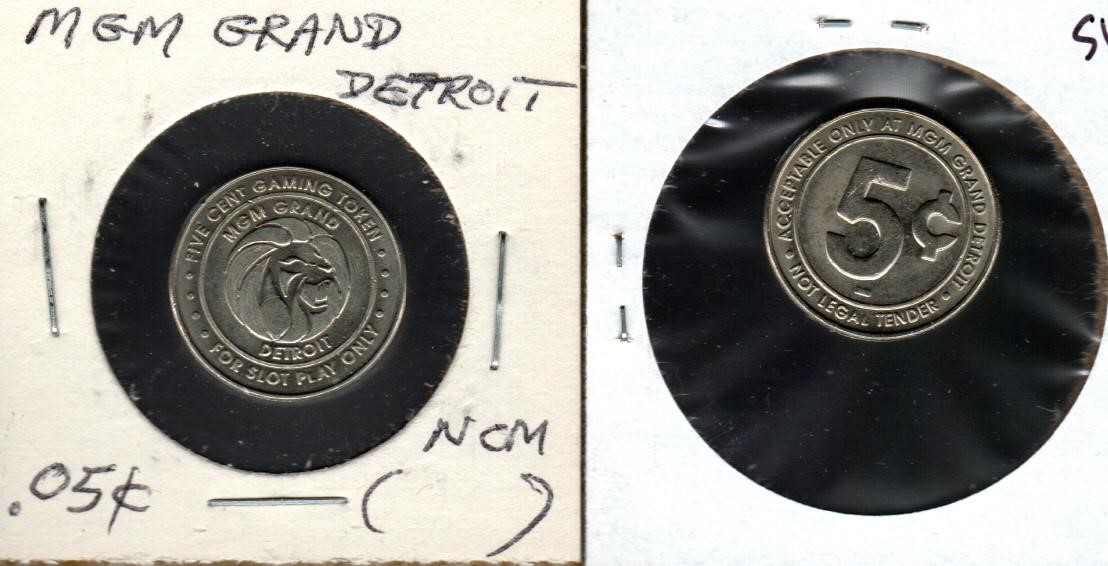 MGM GRAND
DETROIT
• FIVE CENT GAMING TOKEN •
MGM GRAND
DETROIT
FOR SLOT PLAY ONLY
NCM
.05¢
( )
• ACCEPTABLE ONLY AT MGM GRAND DETROIT •
5¢
NOT LEGAL TENDER